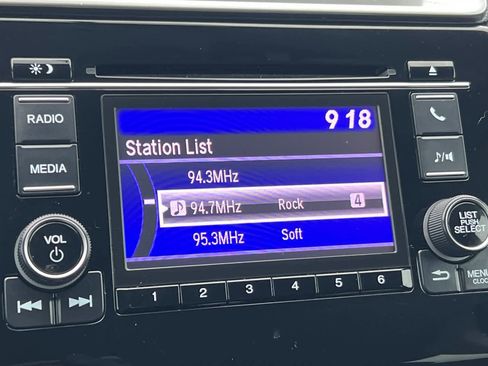 918
RADIO
Station List
94.3MHz
MEDIA
94.7MHz Rock 4
95.3MHz Soft
VOL
LIST
PUSH
SELECT
1 2 3 4 5 6
MENU
CLOCK